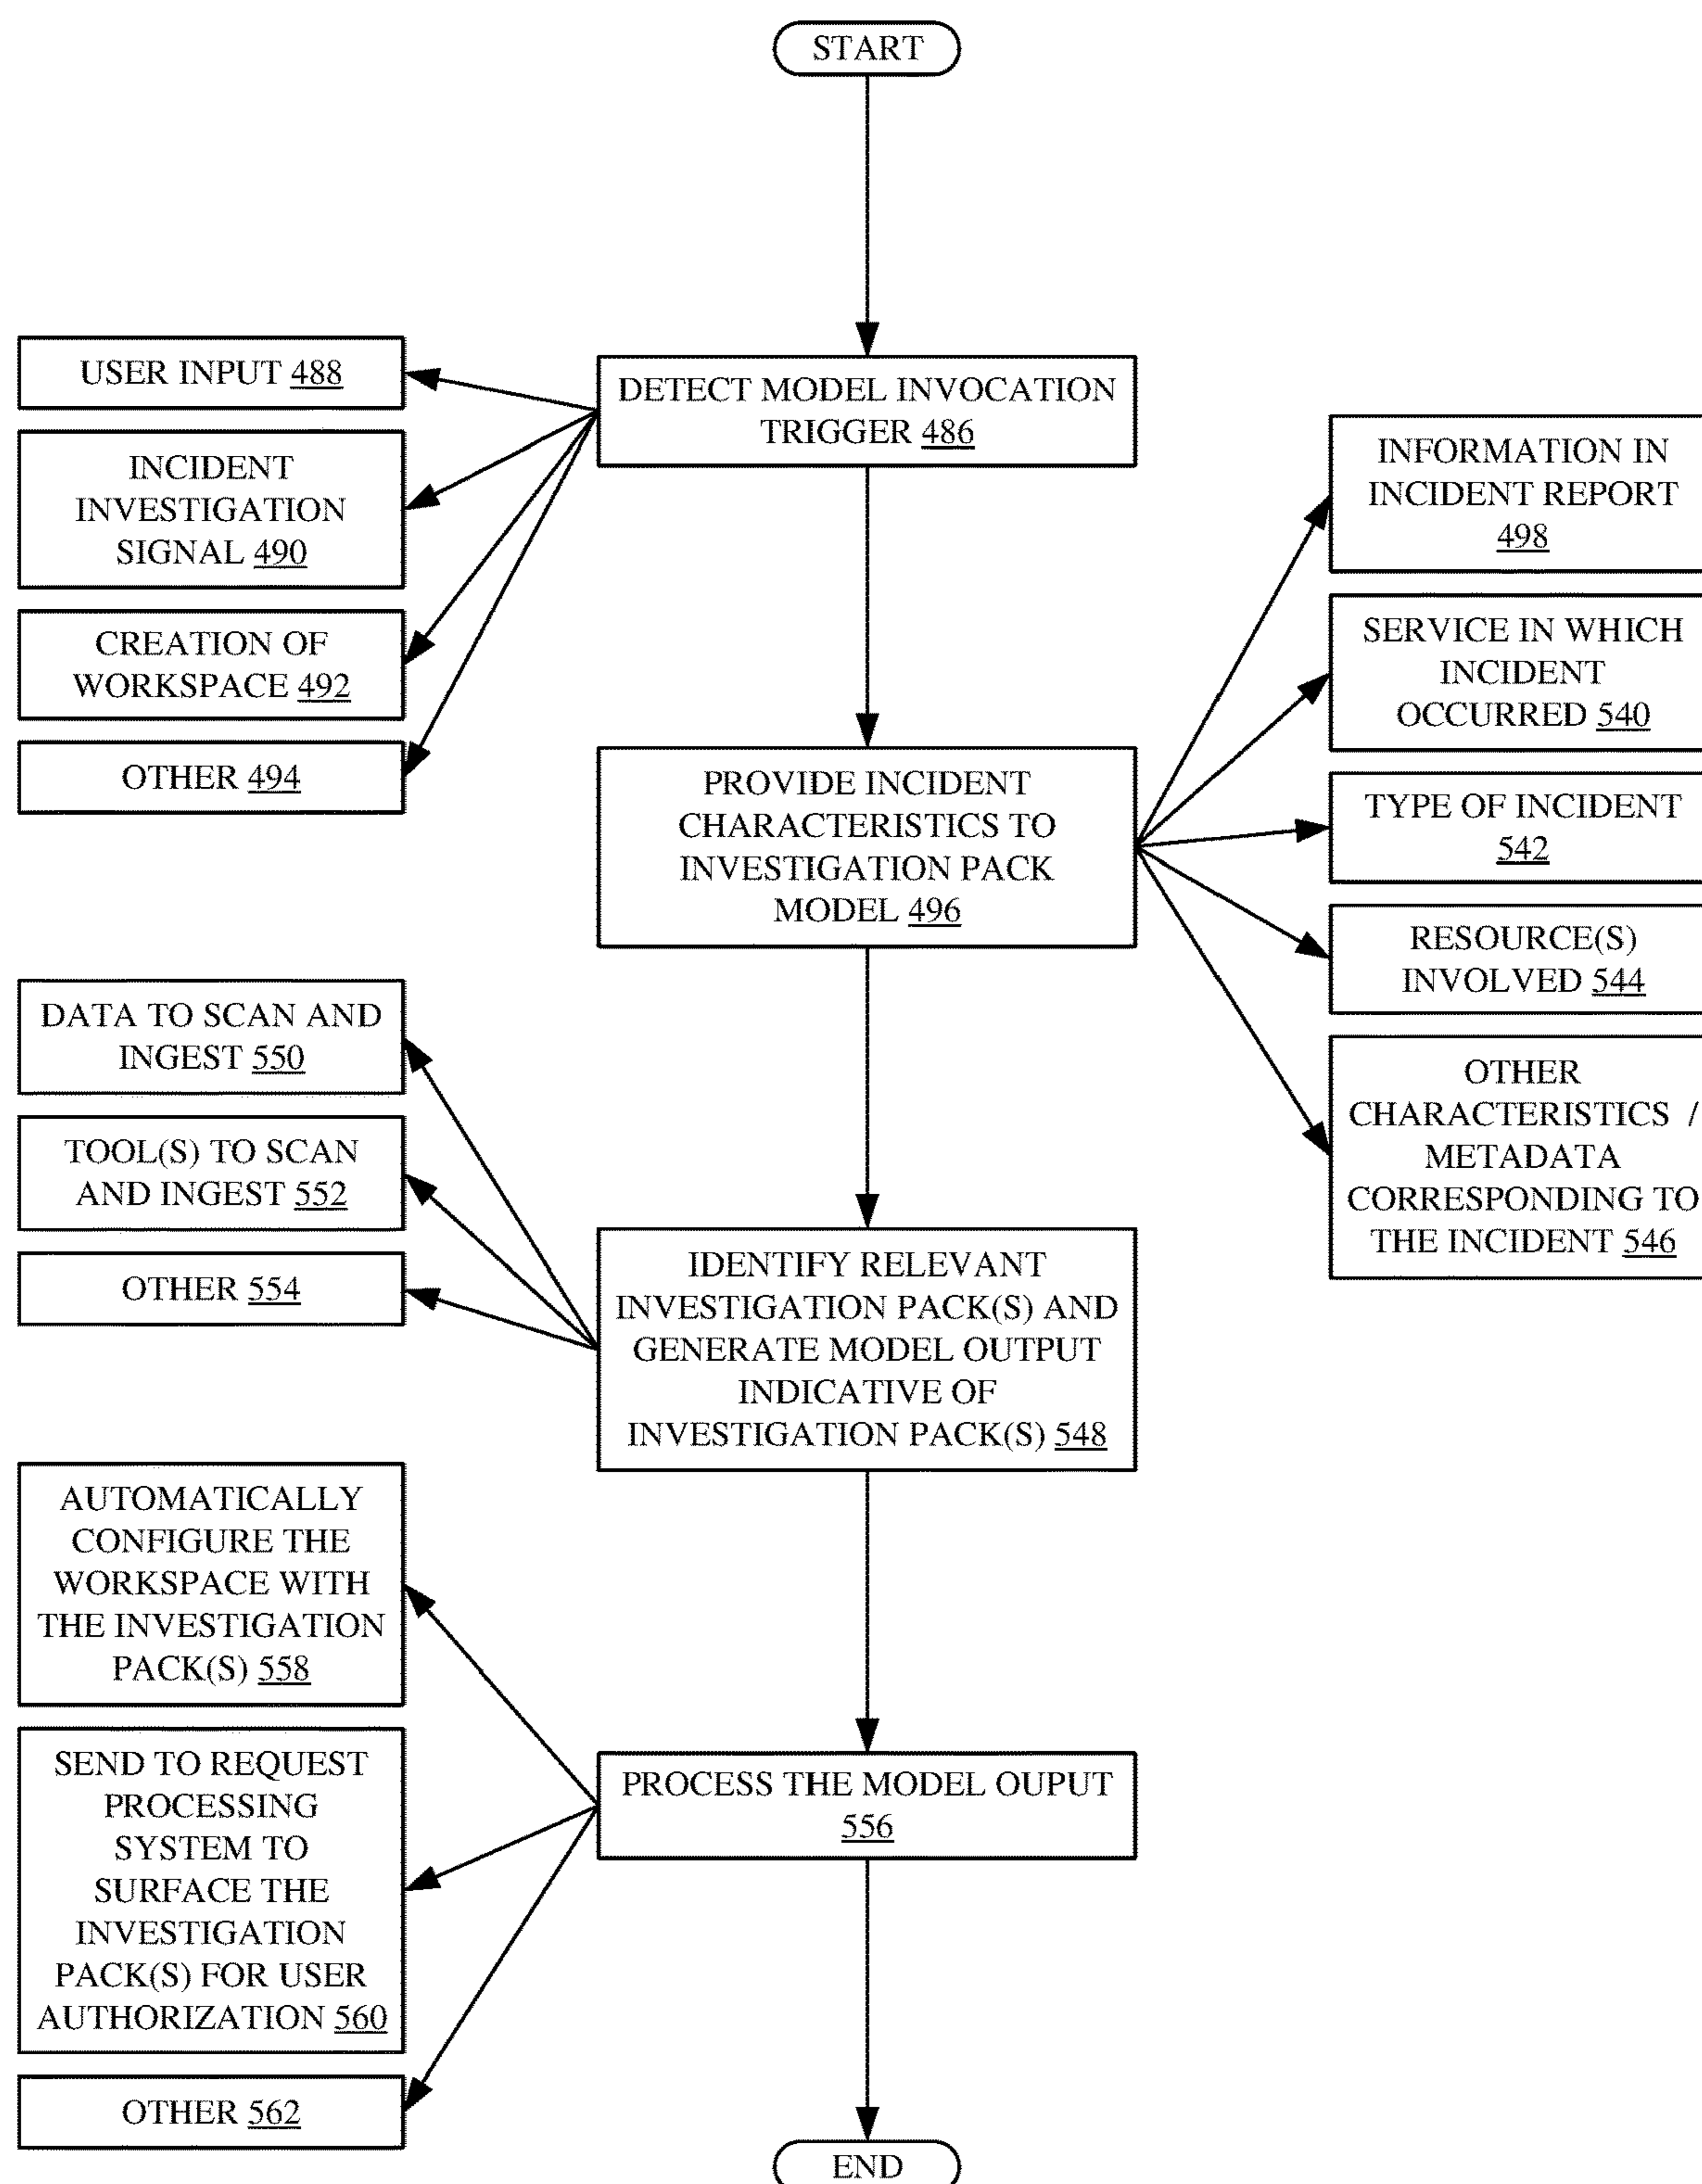 START
DETECT MODEL INVOCATION
TRIGGER 486
USER INPUT 488
INCIDENT
INVESTIGATION
SIGNAL 490
CREATION OF
WORKSPACE 492
OTHER 494
PROVIDE INCIDENT
CHARACTERISTICS TO
INVESTIGATION PACK
MODEL 496
INFORMATION IN
INCIDENT REPORT
498
SERVICE IN WHICH
INCIDENT
OCCURRED 540
TYPE OF INCIDENT
542
RESOURCE(S)
INVOLVED 544
OTHER
CHARACTERISTICS /
METADATA
CORRESPONDING TO
THE INCIDENT 546
IDENTIFY RELEVANT
INVESTIGATION PACK(S) AND
GENERATE MODEL OUTPUT
INDICATIVE OF
INVESTIGATION PACK(S) 548
DATA TO SCAN AND
INGEST 550
TOOL(S) TO SCAN
AND INGEST 552
OTHER 554
PROCESS THE MODEL OUPUT
556
AUTOMATICALLY
CONFIGURE THE
WORKSPACE WITH
THE INVESTIGATION
PACK(S) 558
SEND TO REQUEST
PROCESSING
SYSTEM TO
SURFACE THE
INVESTIGATION
PACK(S) FOR USER
AUTHORIZATION 560
OTHER 562
END